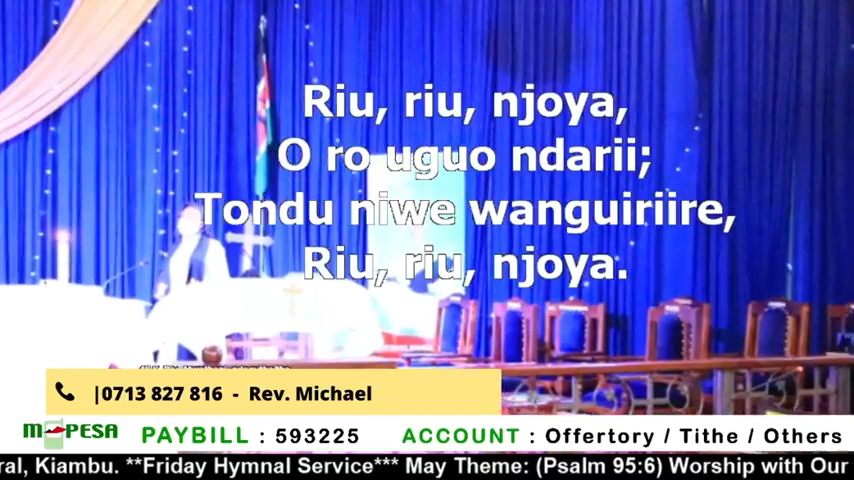 Riu, riu, njoya,
O ro uguo ndarii;
Tondu niwe wanguiriire,
Riu, riu, njoya.
|0713 827 816 - Rev. Michael
M-PESA PAYBILL : 593225 ACCOUNT : Offertory / Tithe / Others
ral, Kiambu. **Friday Hymnal Service*** May Theme: (Psalm 95:6) Worship with Our